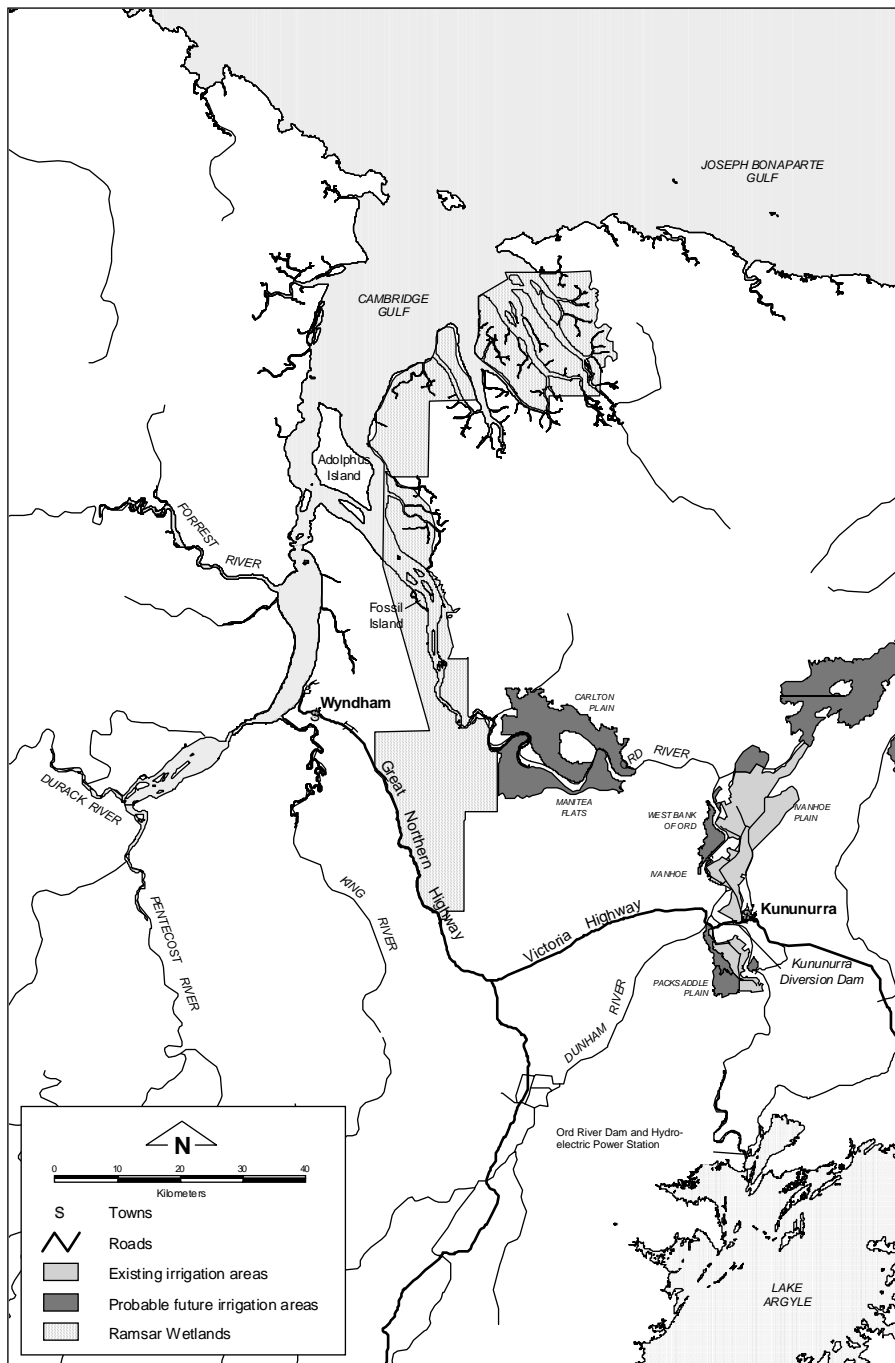 JOSEPH BONAPARTE
GULF
CAMBRIDGE
GULF
Adolphus
Island
FORREST
RIVER
Fossil
Island
Wyndham
CARLTON
PLAIN
RD RIVER
DURACK RIVER
Great Northern Highway
MANITEA
FLATS
WEST BANK
OF ORD
IVANHOE
PLAIN
IVANHOE
KING
RIVER
PENTECOST
RIVER
Victoria Highway
Kununurra
Kununurra
Diversion Dam
PACKSADDLE
PLAIN
DUNHAM RIVER
Ord River Dam and Hydro-
electric Power Station
LAKE
ARGYLE
N
0 10 20 30 40
Kilometers
S Towns
Roads
Existing irrigation areas
Probable future irrigation areas
Ramsar Wetlands